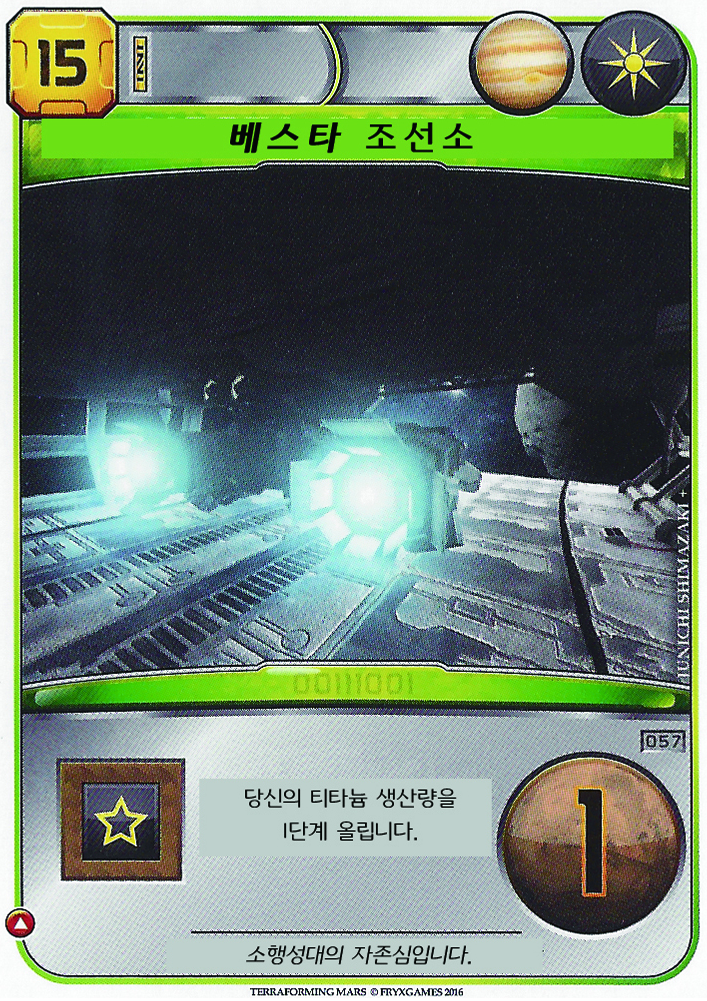 15
INT
베스타 조선소
JUNICHI SHIMAZAKI +
00111001
057
당신의 티타늄 생산량을
1단계 올립니다.
1
소행성대의 자존심입니다.
TERRAFORMING MARS © FRYXGAMES 2016